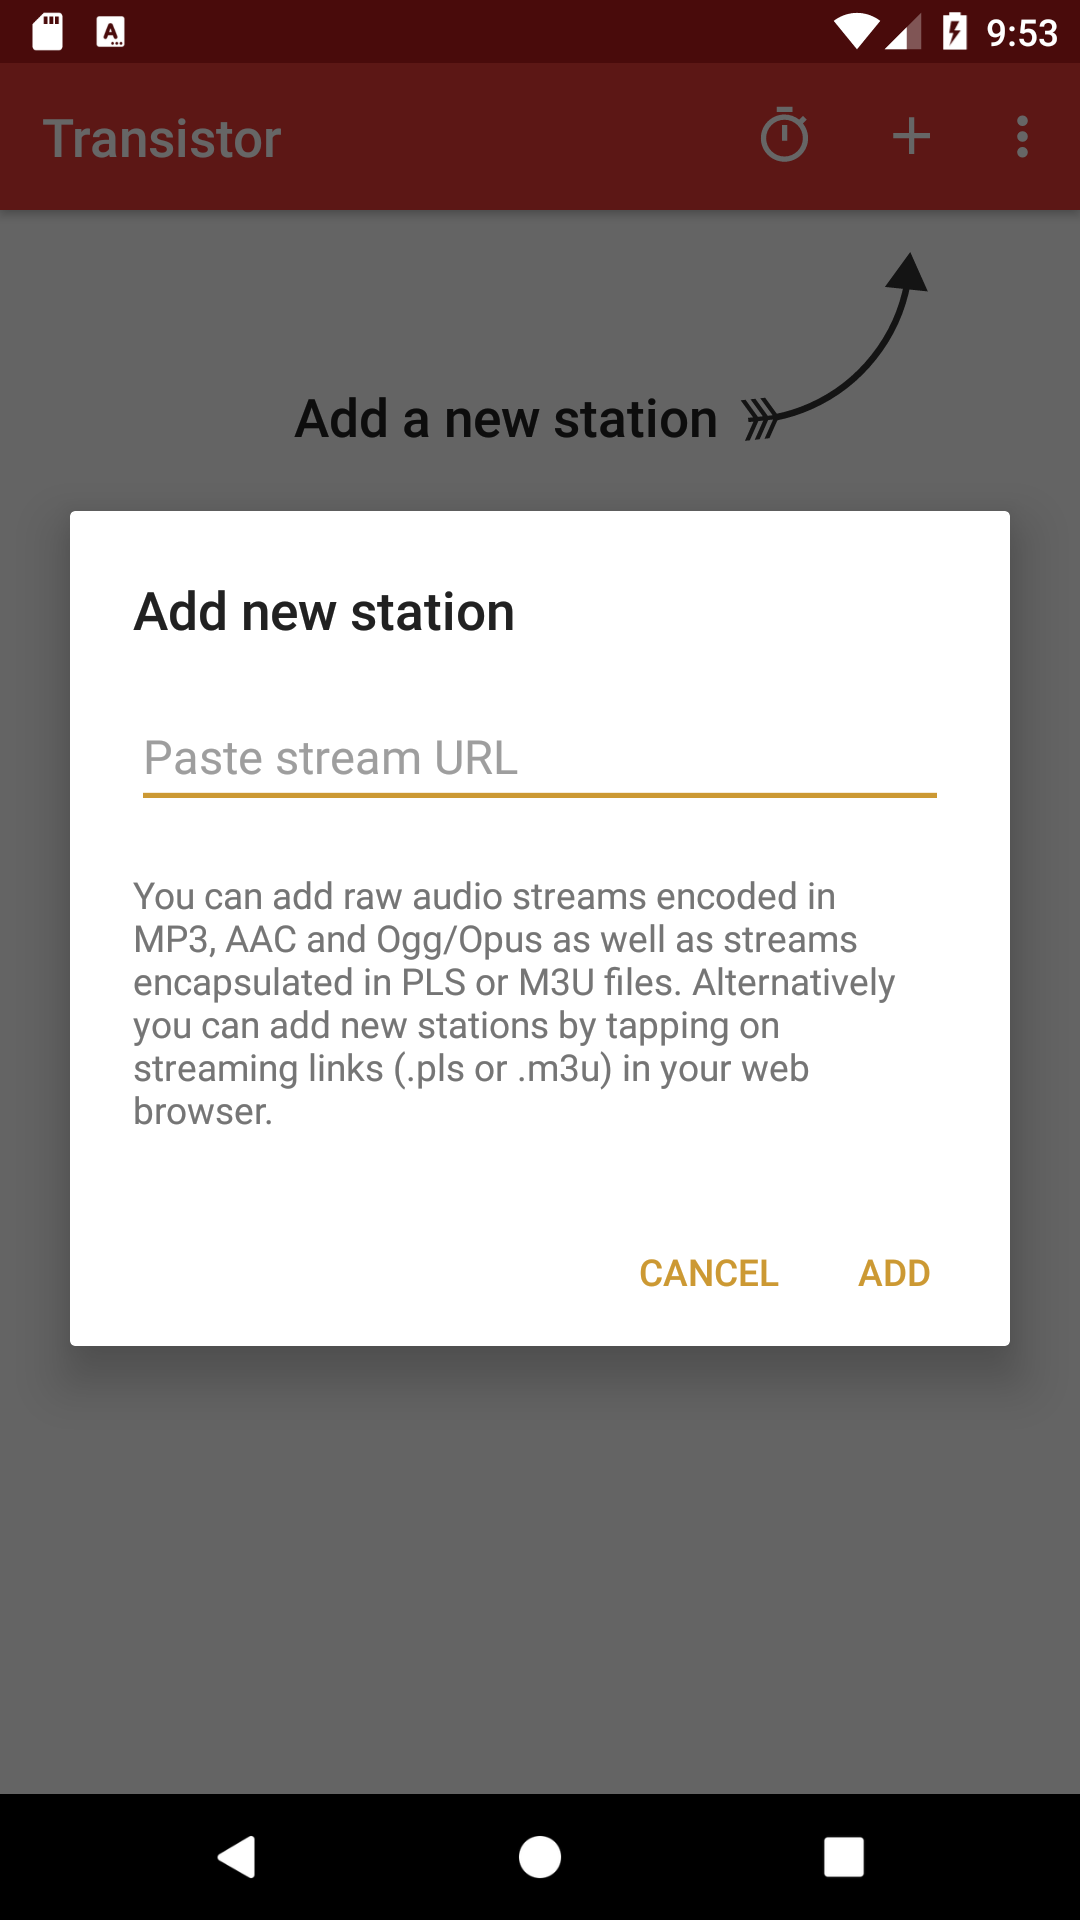 9:53
Transistor
Add a new station
Add new station
Paste stream URL
You can add raw audio streams encoded in
MP3, AAC and Ogg/Opus as well as streams
encapsulated in PLS or M3U files. Alternatively
you can add new stations by tapping on
streaming links (.pls or .m3u) in your web
browser.
CANCEL ADD